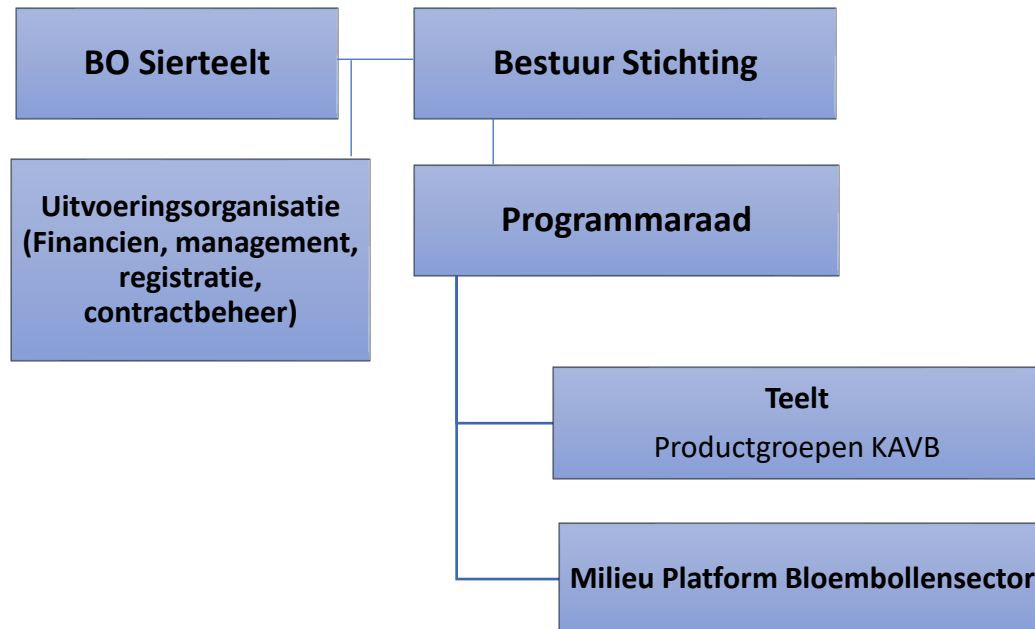 BO Sierteelt
Bestuur Stichting
Uitvoeringsorganisatie
(Financien, management,
registratie,
contractbeheer)
Programmaraad
Teelt
Productgroepen KAVB
Milieu Platform Bloembollensector